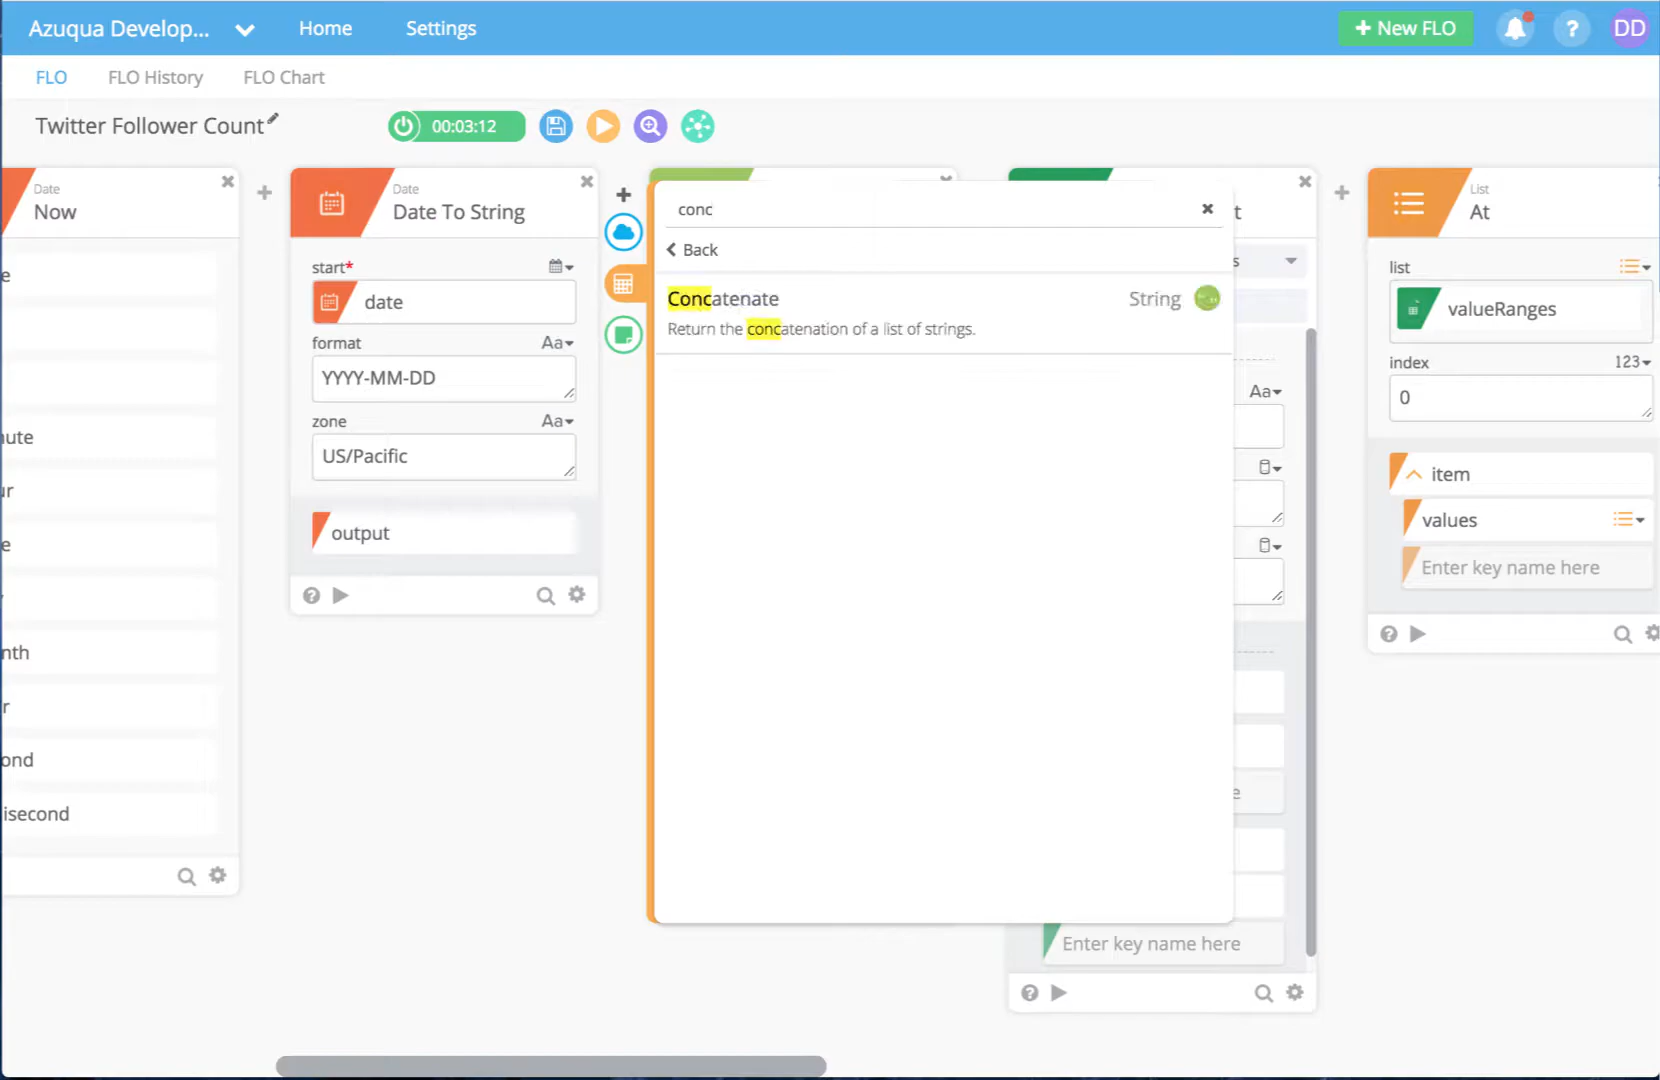 Azuqua Develop...
Home
Settings
+ New FLO
?
DD
FLO
FLO History
FLO Chart
Twitter Follower Count
00:03:12
Date
Now
e
nute
ur
e
nth
r
ond
isecond
Date
Date To String
start*
date
format
Aa
YYYY-MM-DD
zone
Aa
US/Pacific
output
conc
Back
Concatenate
String
Return the concatenation of a list of strings.
t
s
Aa
e
Enter key name here
List
At
list
valueRanges
index
123
0
item
values
Enter key name here